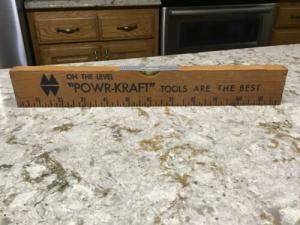 ON THE LEVEL
"POWR-KRAFT" TOOLS ARE THE BEST